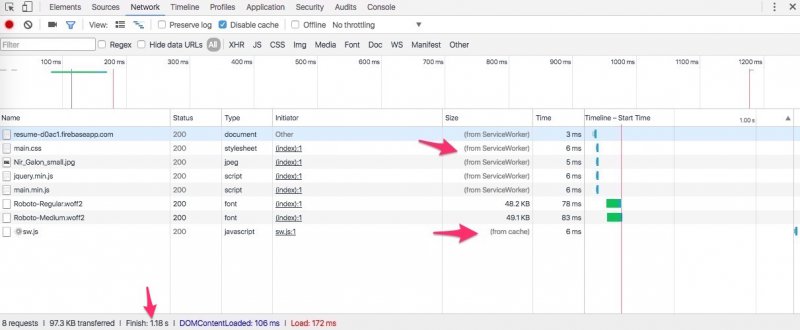 Elements Sources Network Timeline Profiles Application Security Audits Console
View: Preserve log Disable cache Offline No throttling
Filter Regex Hide data URLs All XHR JS CSS Img Media Font Doc WS Manifest Other
100 ms 200 ms 300 ms 400 ms 500 ms 600 ms 700 ms 800 ms 900 ms 1000 ms 1100 ms 1200
Name Status Type Initiator Size Time Timeline – Start Time 1.00 s
resume-d0ac1.firebaseapp.com 200 document Other (from ServiceWorker) 3 ms
main.css 200 stylesheet (index):1 (from ServiceWorker) 6 ms
Nir_Galon_small.jpg 200 jpeg (index):1 (from ServiceWorker) 5 ms
jquery.min.js 200 script (index):1 (from ServiceWorker) 6 ms
main.min.js 200 script (index):1 (from ServiceWorker) 6 ms
Roboto-Regular.woff2 200 font (index):1 48.2 KB 78 ms
Roboto-Medium.woff2 200 font (index):1 49.1 KB 83 ms
sw.js 200 javascript sw.js:1 (from cache) 6 ms
8 requests | 97.3 KB transferred | Finish: 1.18 s | DOMContentLoaded: 106 ms | Load: 172 ms